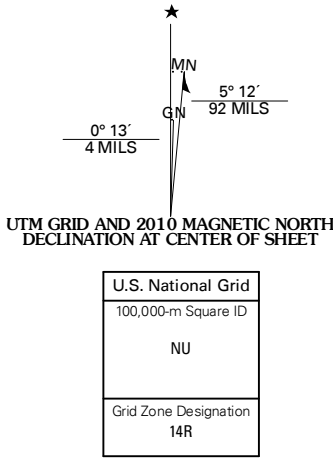 ★
MN
5° 12´
92 MILS
GN
0° 13´
4 MILS
UTM GRID AND 2010 MAGNETIC NORTH
DECLINATION AT CENTER OF SHEET
U.S. National Grid
100,000-m Square ID
NU
Grid Zone Designation
14R